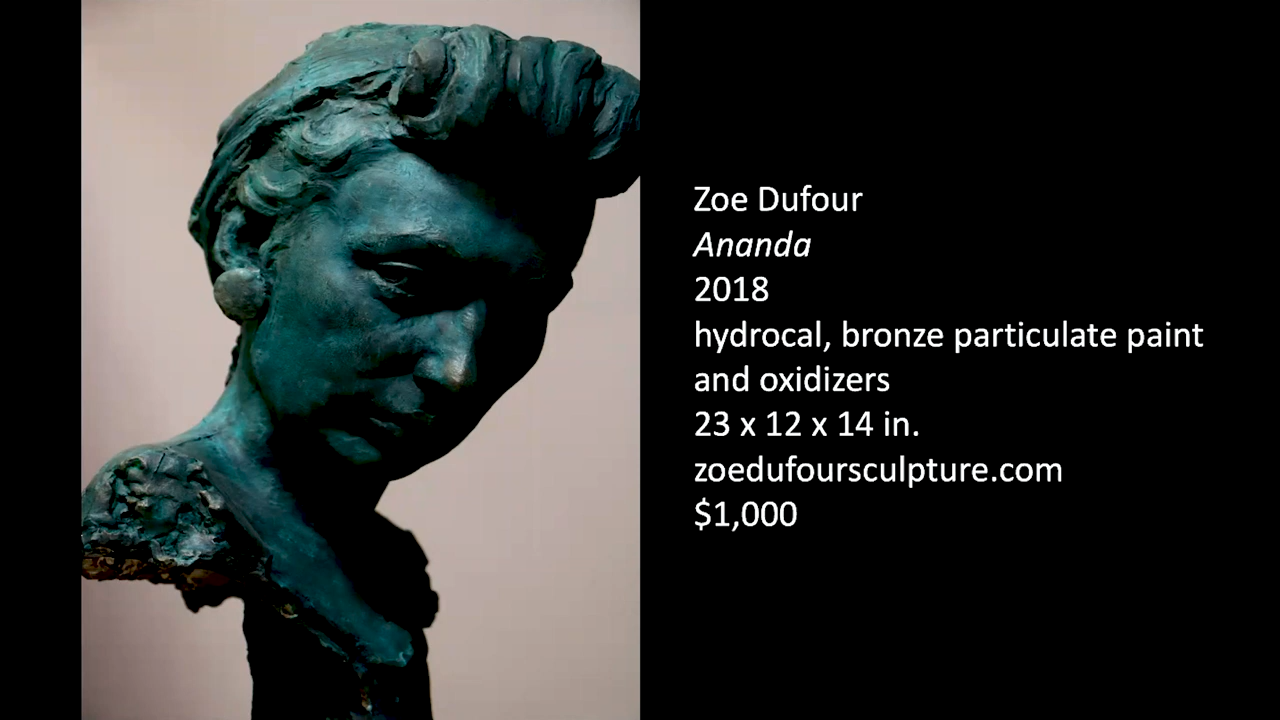 Zoe Dufour
Ananda
2018
hydrocal, bronze particulate paint
and oxidizers
23 x 12 x 14 in.
zoedufoursculpture.com
$1,000